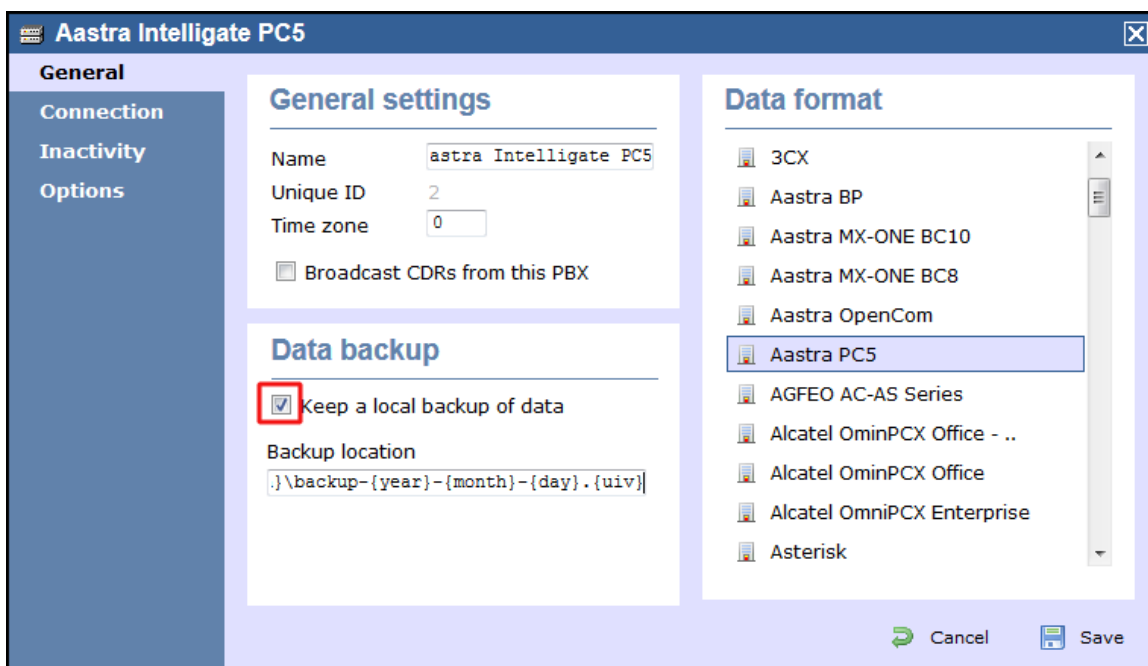 Aastra Intelligate PC5
General
Connection
Inactivity
Options
General settings
Name astra Intelligate PC5
Unique ID 2
Time zone 0
Broadcast CDRs from this PBX
Data backup
Keep a local backup of data
Backup location
.}\backup-{year}-{month}-{day}.{uiv}
Data format
3CX
Aastra BP
Aastra MX-ONE BC10
Aastra MX-ONE BC8
Aastra OpenCom
Aastra PC5
AGFEO AC-AS Series
Alcatel OminPCX Office - ..
Alcatel OminPCX Office
Alcatel OmniPCX Enterprise
Asterisk
Cancel Save